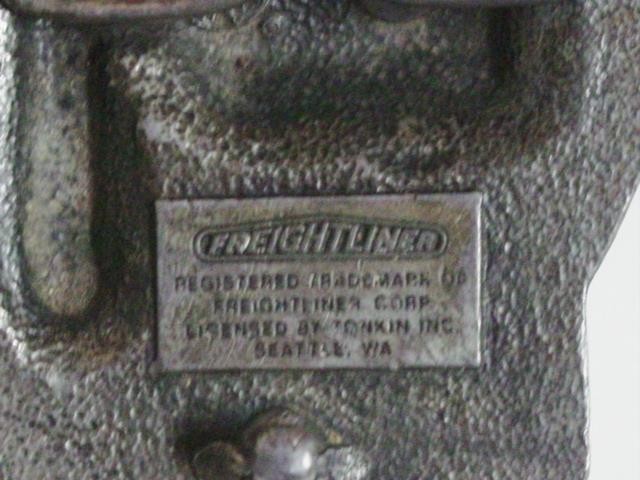 FREIGHTLINER
REGISTERED TRADEMARK OF
FREIGHTLINER CORP.
LICENSED BY TONKIN INC.
SEATTLE, WA